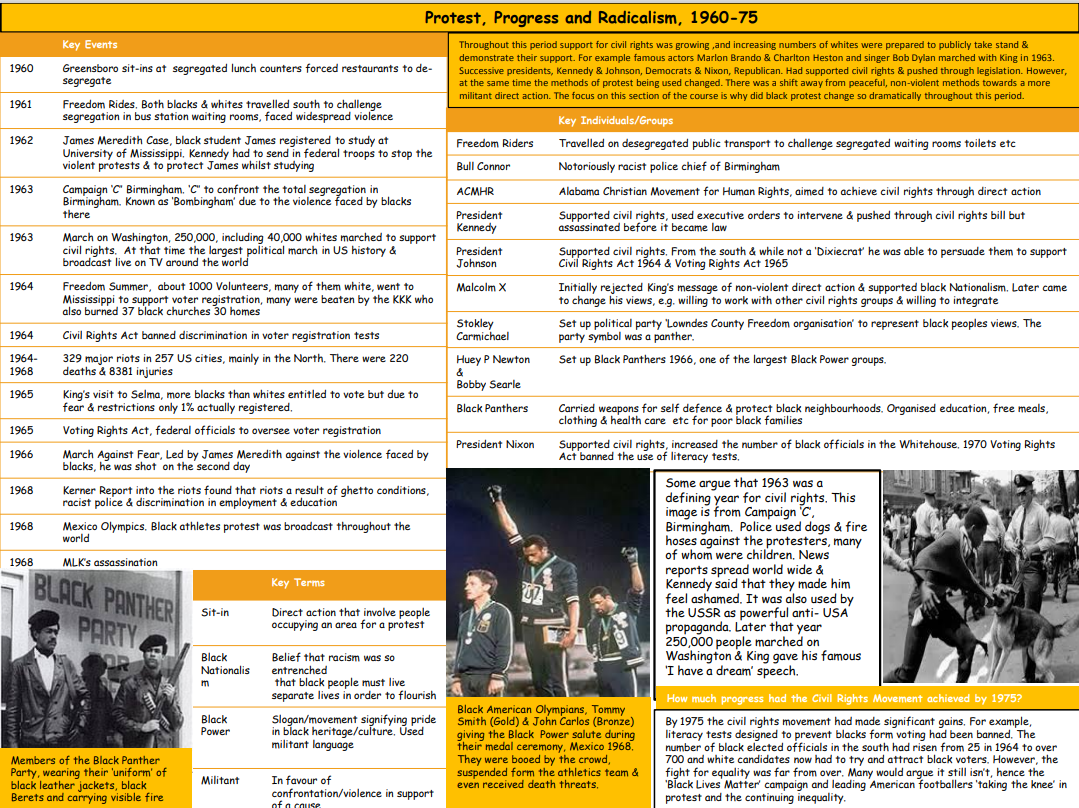 Protest, Progress and Radicalism, 1960-75
Key Events
1960 Greensboro sit-ins at segregated lunch counters forced restaurants to de-
segregate
1961 Freedom Rides. Both blacks & whites travelled south to challenge
segregation in bus station waiting rooms, faced widespread violence
1962 James Meredith Case, black student James registered to study at
University of Mississippi. Kennedy had to send in federal troops to stop the
violent protests & to protect James whilst studying
1963 Campaign 'C' Birmingham. 'C' to confront the total segregation in
Birmingham. Known as 'Bombingham' due to the violence faced by blacks
there
1963 March on Washington, 250,000, including 40,000 whites marched to support
civil rights. At that time the largest political march in US history &
broadcast live on TV around the world
1964 Freedom Summer, about 1000 Volunteers, many of them white, went to
Mississippi to support voter registration, many were beaten by the KKK who
also burned 37 black churches 30 homes
1964 Civil Rights Act banned discrimination in voter registration tests
1964- 329 major riots in 257 US cities, mainly in the North. There were 220
1968 deaths & 8381 injuries
1965 King's visit to Selma, more blacks than whites entitled to vote but due to
fear & restrictions only 1% actually registered.
1965 Voting Rights Act, federal officials to oversee voter registration
1966 March Against Fear, Led by James Meredith against the violence faced by
blacks, he was shot on the second day
1968 Kerner Report into the riots found that riots a result of ghetto conditions,
racist police & discrimination in employment & education
1968 Mexico Olympics. Black athletes protest was broadcast throughout the
world
1968 MLK's assassination
BLACK PANTHER
PARTY
Members of the Black Panther
Party, wearing their 'uniform' of
black leather jackets, black
Berets and carrying visible fire
Key Terms
Sit-in Direct action that involve people
occupying an area for a protest
Black Belief that racism was so
Nationalis entrenched
m that black people must live
separate lives in order to flourish
Black Slogan/movement signifying pride
Power in black heritage/culture. Used
militant language
Militant In favour of
confrontation/violence in support
of a cause
Throughout this period support for civil rights was growing ,and increasing numbers of whites were prepared to publicly take stand &
demonstrate their support. For example famous actors Marlon Brando & Charlton Heston and singer Bob Dylan marched with King in 1963.
Successive presidents, Kennedy & Johnson, Democrats & Nixon, Republican. Had supported civil rights & pushed through legislation. However,
at the same time the methods of protest being used changed. There was a shift away from peaceful, non-violent methods towards a more
militant direct action. The focus on this section of the course is why did black protest change so dramatically throughout this period.
Key Individuals/Groups
Freedom Riders Travelled on desegregated public transport to challenge segregated waiting rooms toilets etc
Bull Connor Notoriously racist police chief of Birmingham
ACMHR Alabama Christian Movement for Human Rights, aimed to achieve civil rights through direct action
President Supported civil rights, used executive orders to intervene & pushed through civil rights bill but
Kennedy assassinated before it became law
President Supported civil rights. From the south & while not a 'Dixiecrat' he was able to persuade them to support
Johnson Civil Rights Act 1964 & Voting Rights Act 1965
Malcolm X Initially rejected King's message of non-violent direct action & supported black Nationalism. Later came
to change his views, e.g. willing to work with other civil rights groups & willing to integrate
Stokley Set up political party 'Lowndes County Freedom organisation' to represent black peoples views. The
Carmichael party symbol was a panther.
Huey P Newton Set up Black Panthers 1966, one of the largest Black Power groups.
&
Bobby Searle
Black Panthers Carried weapons for self defence & protect black neighbourhoods. Organised education, free meals,
clothing & health care etc for poor black families
President Nixon Supported civil rights, increased the number of black officials in the Whitehouse. 1970 Voting Rights
Act banned the use of literacy tests.
Black American Olympians, Tommy
Smith (Gold) & John Carlos (Bronze)
giving the Black Power salute during
their medal ceremony, Mexico 1968.
They were booed by the crowd,
suspended form the athletics team &
even received death threats.
Some argue that 1963 was a
defining year for civil rights. This
image is from Campaign 'C',
Birmingham. Police used dogs & fire
hoses against the protesters, many
of whom were children. News
reports spread world wide &
Kennedy said that they made him
feel ashamed. It was also used by
the USSR as powerful anti- USA
propaganda. Later that year
250,000 people marched on
Washington & King gave his famous
'I have a dream' speech.
How much progress had the Civil Rights Movement achieved by 1975?
By 1975 the civil rights movement had made significant gains. For example,
literacy tests designed to prevent blacks form voting had been banned. The
number of black elected officials in the south had risen from 25 in 1964 to over
700 and white candidates now had to try and attract black voters. However, the
fight for equality was far from over. Many would argue it still isn't, hence the
'Black Lives Matter' campaign and leading American footballers 'taking the knee' in
protest and the continuing inequality.